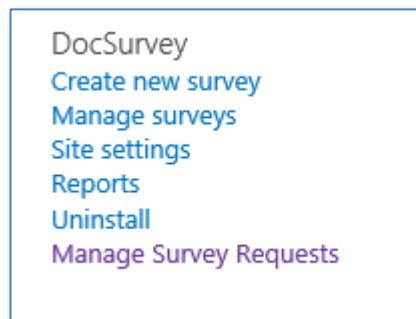 DocSurvey
Create new survey
Manage surveys
Site settings
Reports
Uninstall
Manage Survey Requests